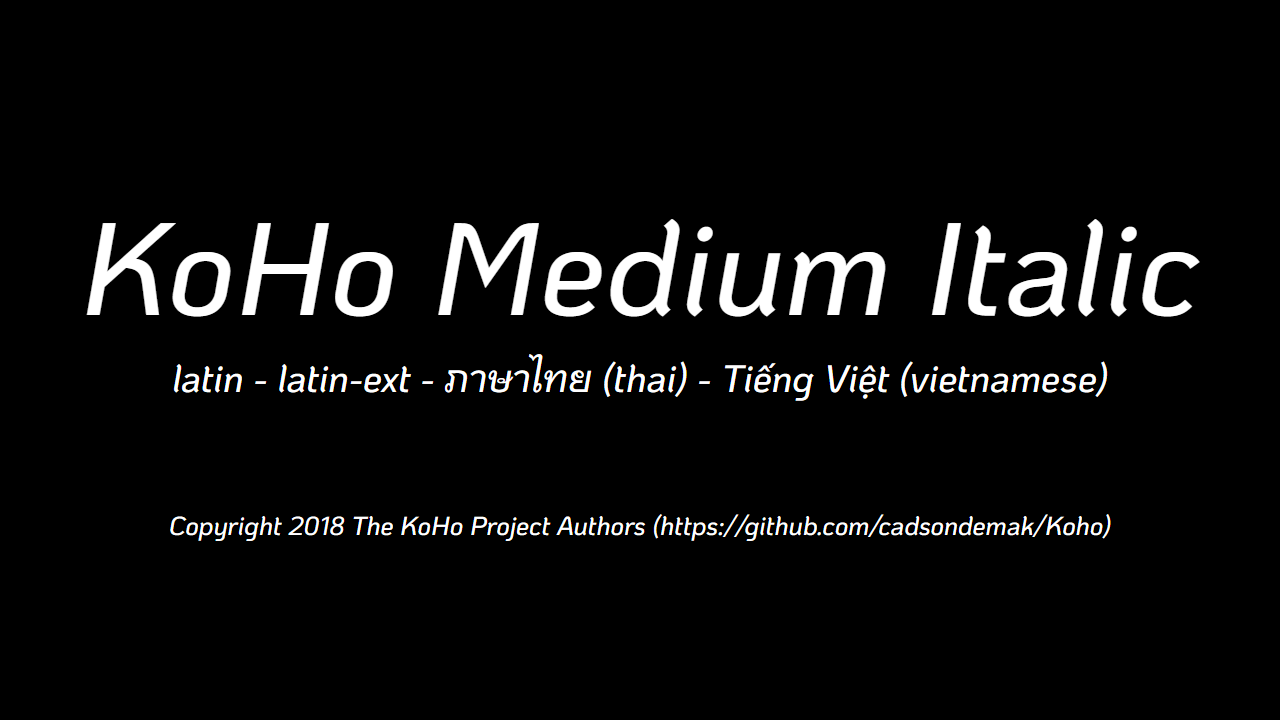 KoHo Medium Italic
latin - latin-ext - ภาษาไทย (thai) - Tiếng Việt (vietnamese)
Copyright 2018 The KoHo Project Authors (https://github.com/cadsondemak/Koho)